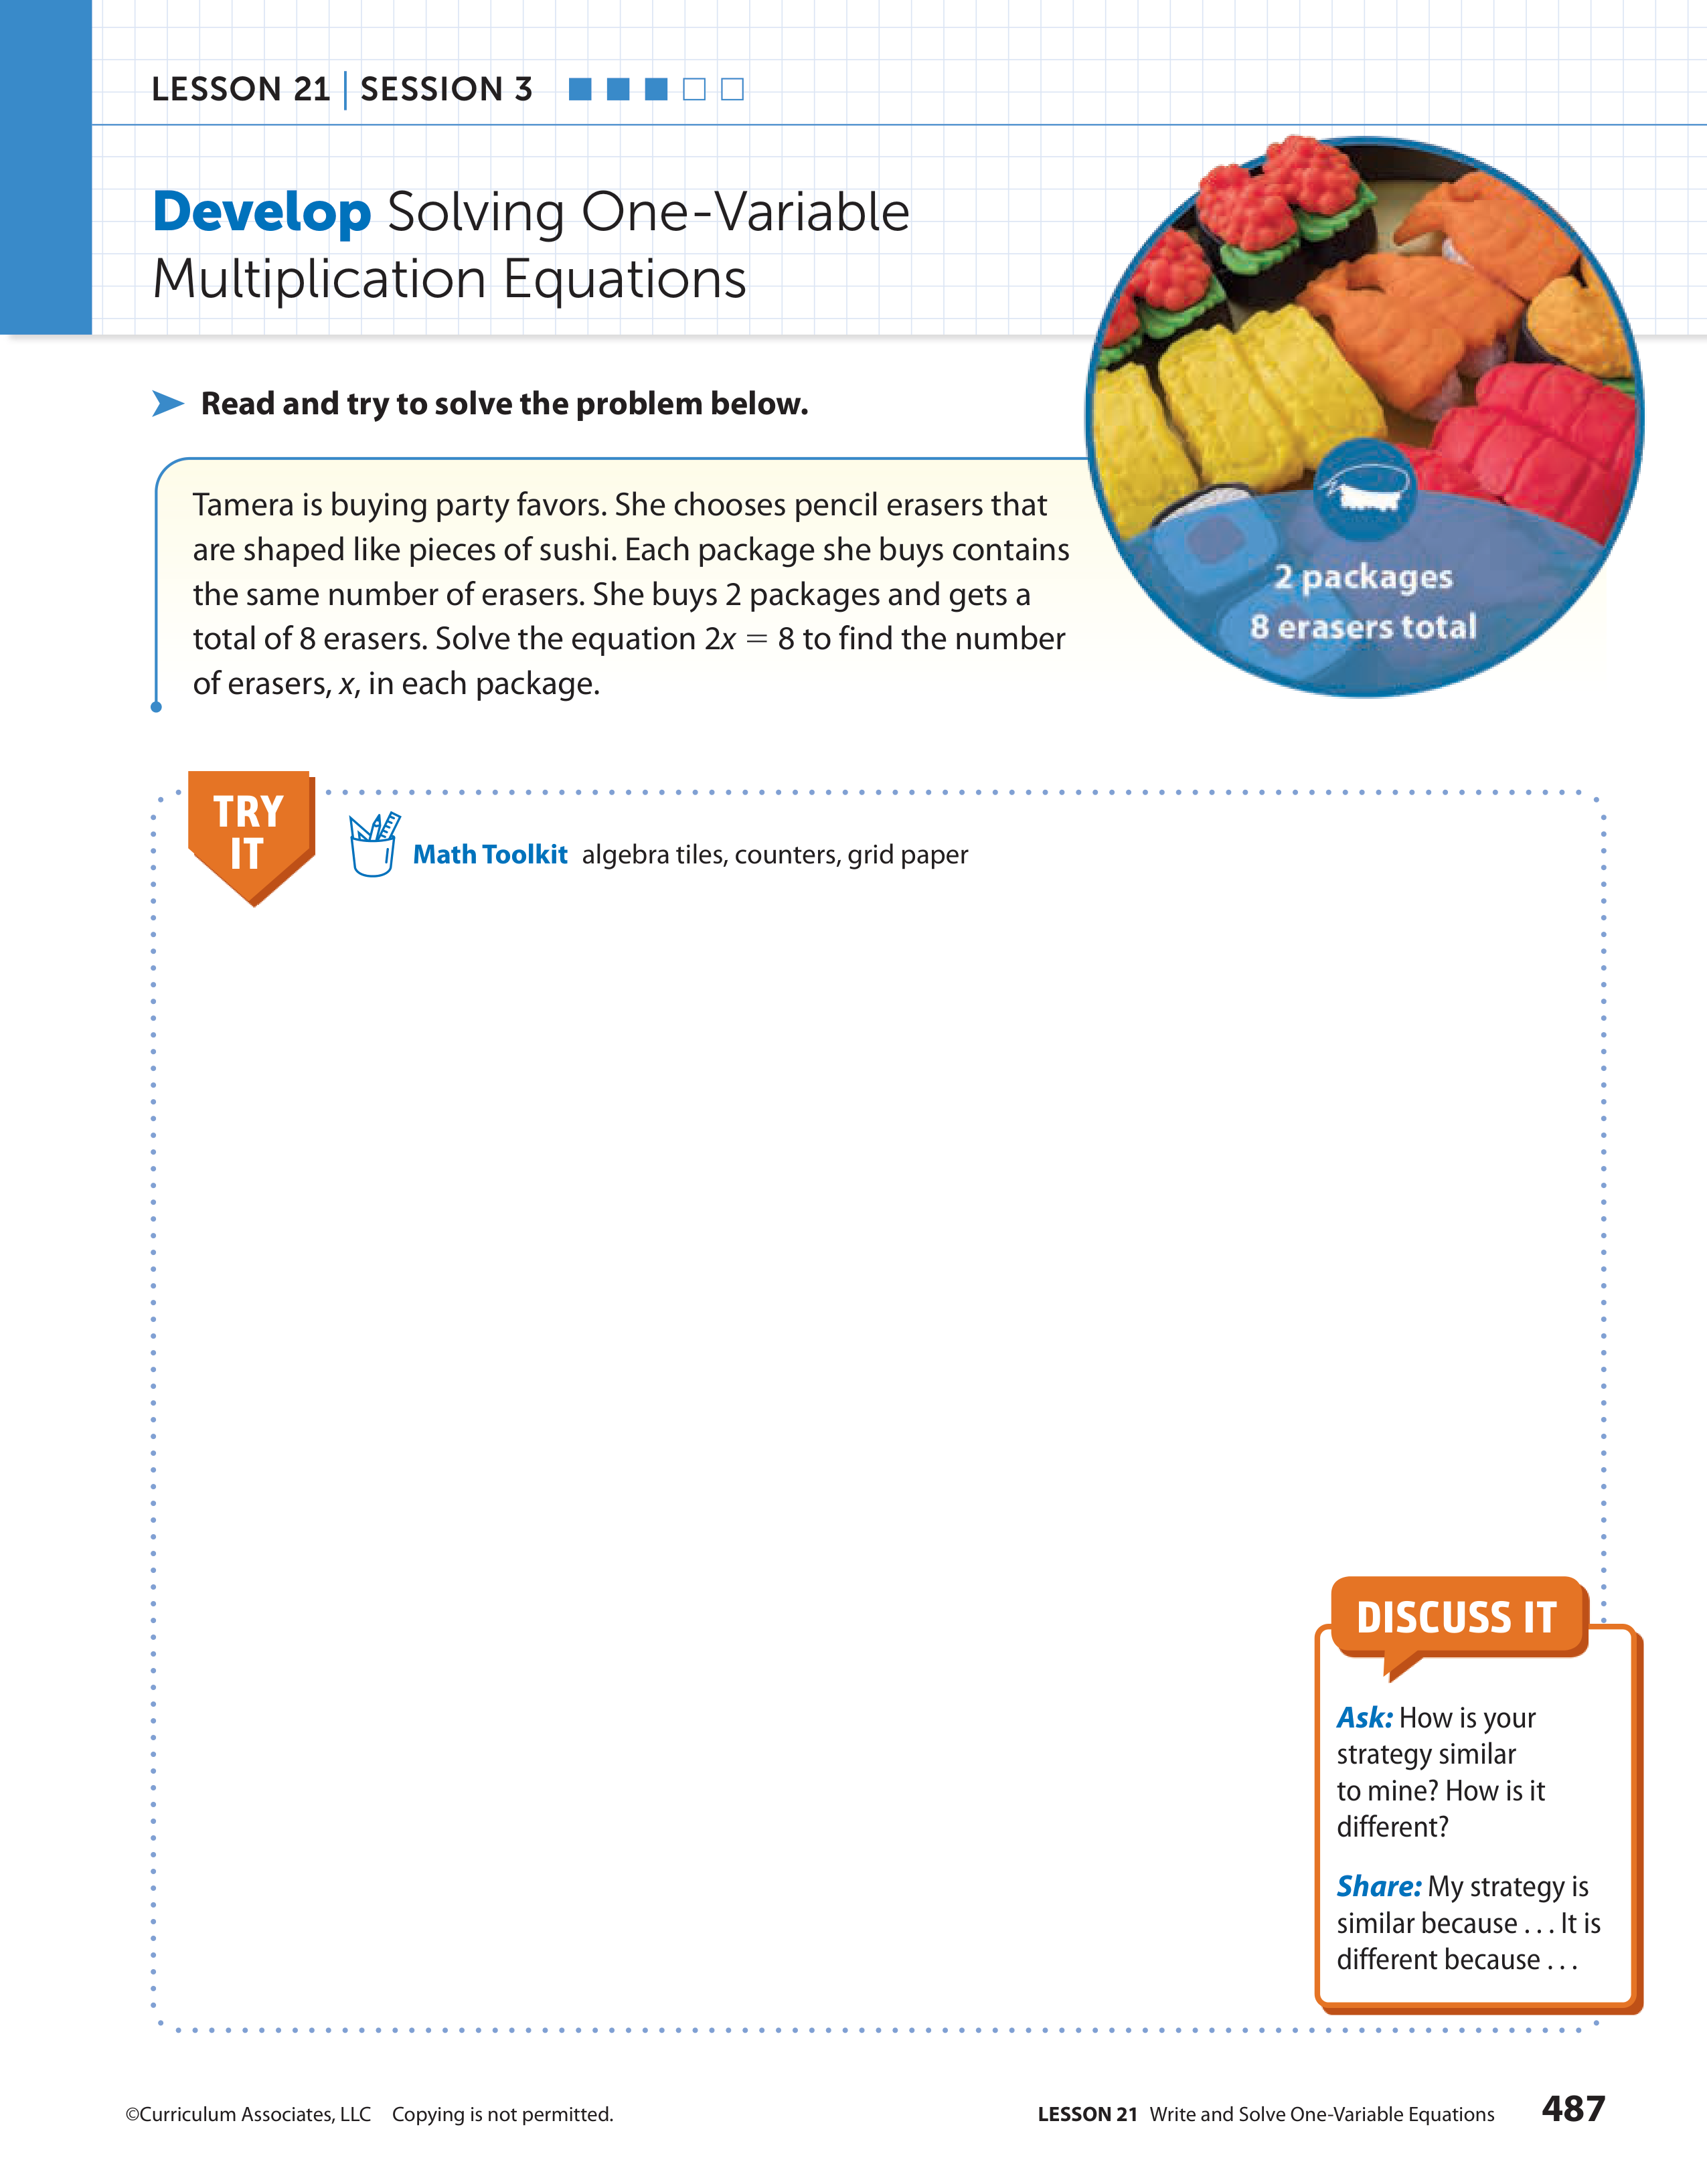 LESSON 21 | SESSION 3
Develop Solving One-Variable
Multiplication Equations
Read and try to solve the problem below.
Tamera is buying party favors. She chooses pencil erasers that
are shaped like pieces of sushi. Each package she buys contains
the same number of erasers. She buys 2 packages and gets a
total of 8 erasers. Solve the equation 2x = 8 to find the number
of erasers, x, in each package.
2 packages
8 erasers total
TRY
IT
Math Toolkit algebra tiles, counters, grid paper
DISCUSS IT
Ask: How is your
strategy similar
to mine? How is it
different?
Share: My strategy is
similar because . . . It is
different because . . .
©Curriculum Associates, LLC Copying is not permitted.
LESSON 21 Write and Solve One-Variable Equations 487